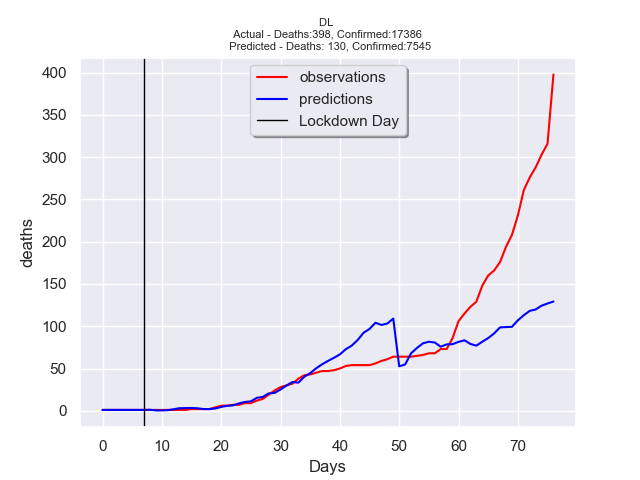 DL
Actual - Deaths:398, Confirmed:17386
Predicted - Deaths: 130, Confirmed:7545
observations
predictions
Lockdown Day
400
350
300
250
200
150
100
50
0
deaths
0 10 20 30 40 50 60 70
Days